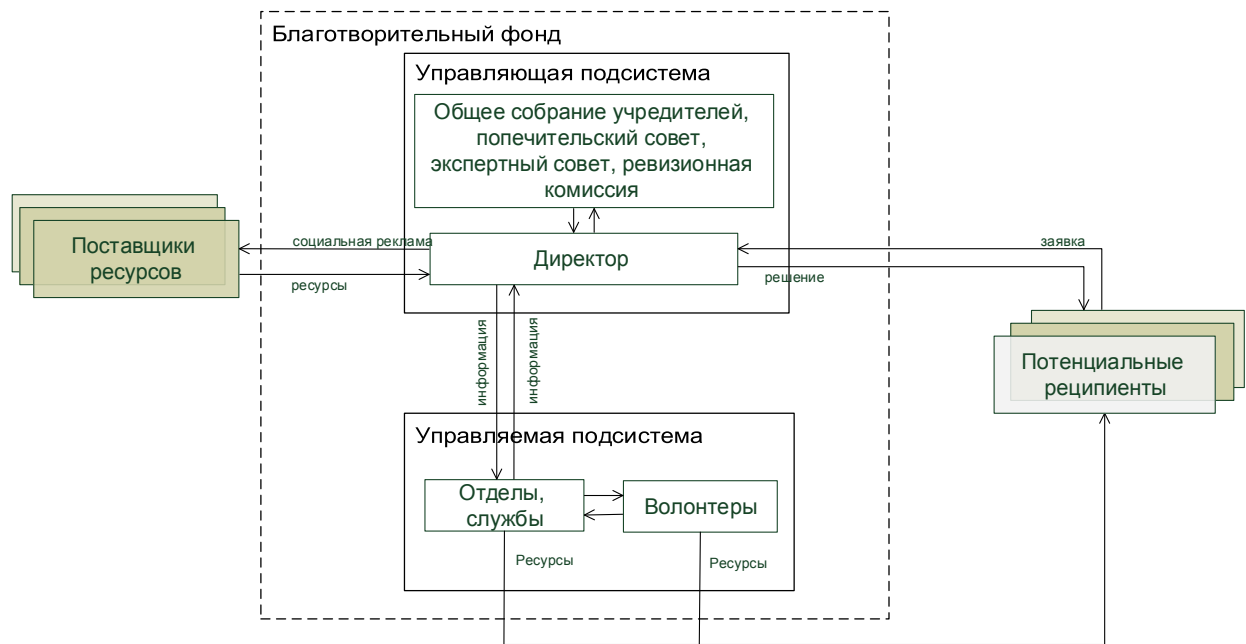 Благотворительный фонд
Управляющая подсистема
Общее собрание учредителей,
попечительский совет,
экспертный совет, ревизионная
комиссия
Поставщики
ресурсов
социальная реклама
ресурсы
Директор
заявка
решение
информация
информация
Потенциальные
реципиенты
Управляемая подсистема
Отделы,
службы
Волонтеры
Ресурсы
Ресурсы